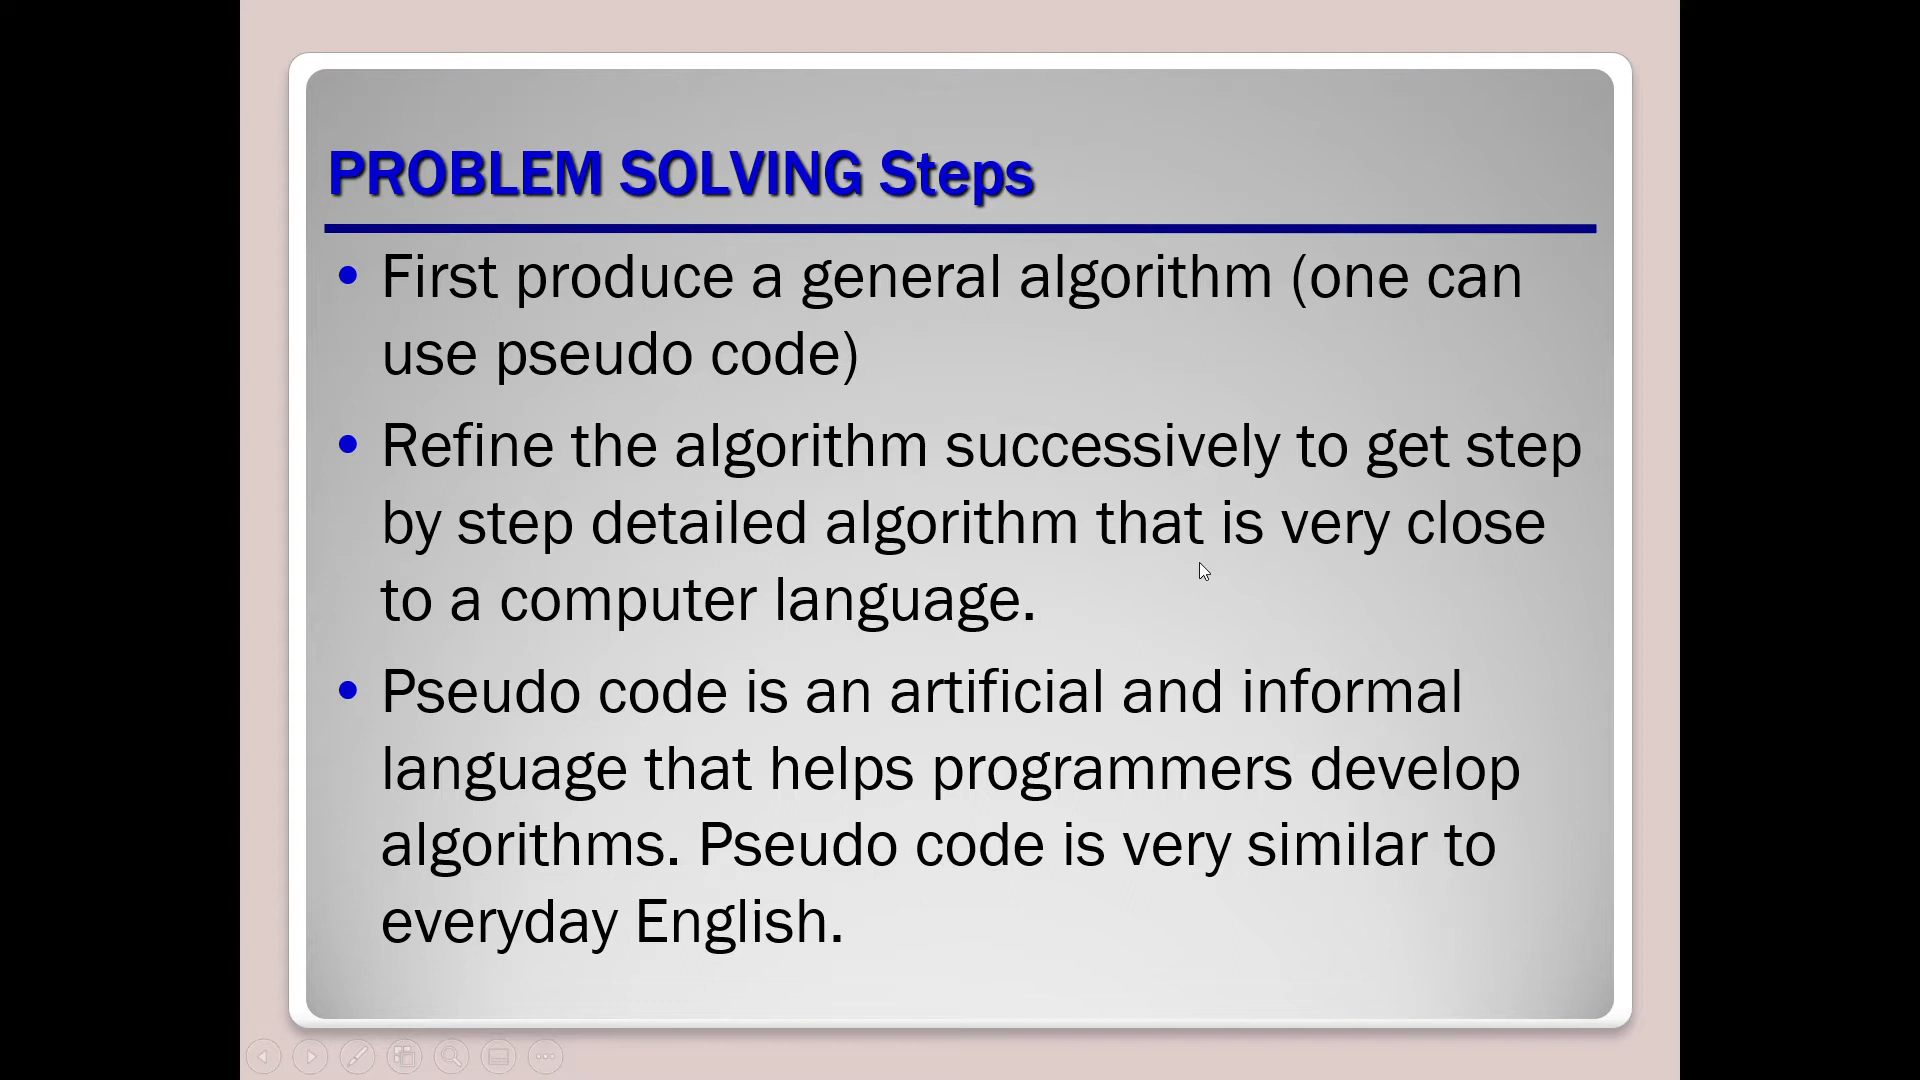 PROBLEM SOLVING Steps
• First produce a general algorithm (one can
use pseudo code)
• Refine the algorithm successively to get step
by step detailed algorithm that is very close
to a computer language.
• Pseudo code is an artificial and informal
language that helps programmers develop
algorithms. Pseudo code is very similar to
everyday English.